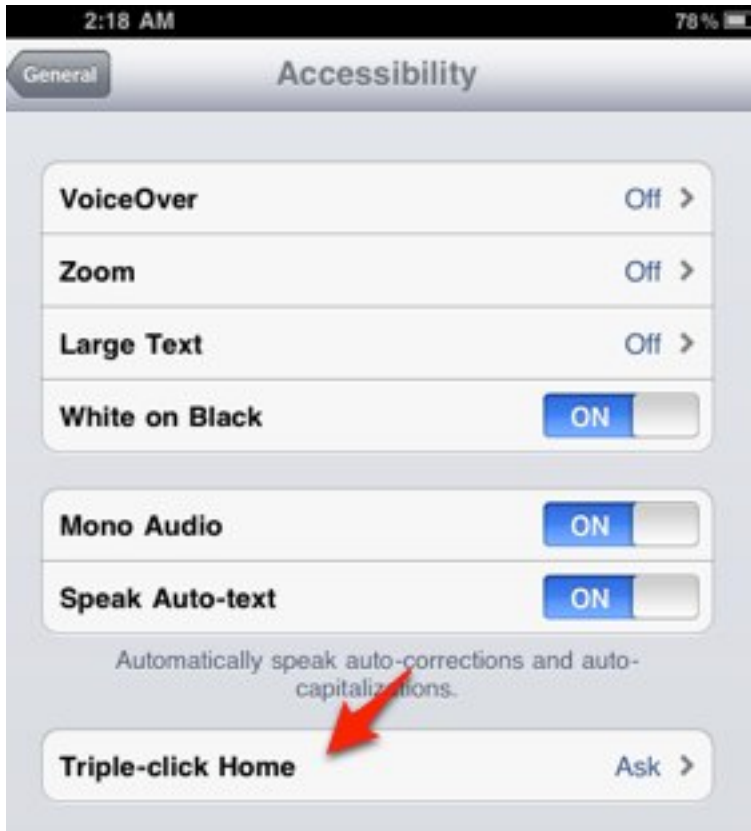 2:18 AM 78%
General Accessibility
VoiceOver Off
Zoom Off
Large Text Off
White on Black ON
Mono Audio ON
Speak Auto-text ON
Automatically speak auto-corrections and auto-
capitalizations.
Triple-click Home Ask